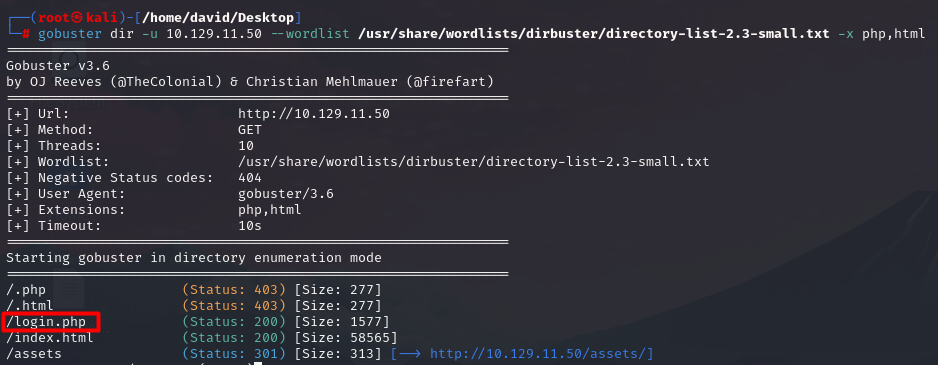 ┌──(root㉿kali)-[/home/david/Desktop]
└─# gobuster dir -u 10.129.11.50 --wordlist /usr/share/wordlists/dirbuster/directory-list-2.3-small.txt -x php,html
===============================================================
Gobuster v3.6
by OJ Reeves (@TheColonial) & Christian Mehlmauer (@firefart)
===============================================================
[+] Url:                     http://10.129.11.50
[+] Method:                  GET
[+] Threads:                 10
[+] Wordlist:                /usr/share/wordlists/dirbuster/directory-list-2.3-small.txt
[+] Negative Status codes:   404
[+] User Agent:              gobuster/3.6
[+] Extensions:              php,html
[+] Timeout:                 10s
===============================================================
Starting gobuster in directory enumeration mode
===============================================================
/.php                 (Status: 403) [Size: 277]
/.html                (Status: 403) [Size: 277]
/login.php            (Status: 200) [Size: 1577]
/index.html           (Status: 200) [Size: 58565]
/assets               (Status: 301) [Size: 313] [--> http://10.129.11.50/assets/]